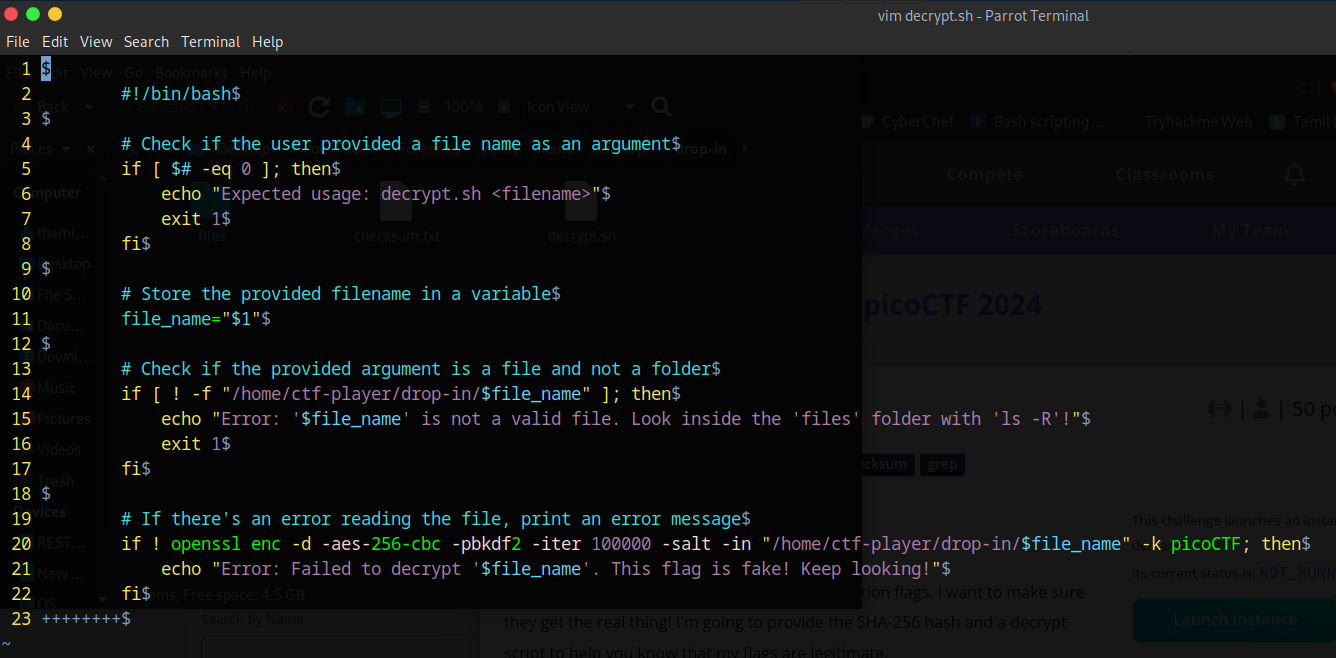 vim decrypt.sh - Parrot Terminal
File Edit View Search Terminal Help
1 $
2 #!/bin/bash$
3 $
4 # Check if the user provided a file name as an argument$
5 if [ $# -eq 0 ]; then$
6 echo "Expected usage: decrypt.sh <filename>"$
7 exit 1$
8 fi$
9 $
10 # Store the provided filename in a variable$
11 file_name="$1"$
12 $
13 # Check if the provided argument is a file and not a folder$
14 if [ ! -f "/home/ctf-player/drop-in/$file_name" ]; then$
15 echo "Error: '$file_name' is not a valid file. Look inside the 'files' folder with 'ls -R'!"$
16 exit 1$
17 fi$
18 $
19 # If there's an error reading the file, print an error message$
20 if ! openssl enc -d -aes-256-cbc -pbkdf2 -iter 100000 -salt -in "/home/ctf-player/drop-in/$file_name" -k picoCTF; then$
21 echo "Error: Failed to decrypt '$file_name'. This flag is fake! Keep looking!"$
22 fi$
23 ++++++++$
~
View Go Bookmarks Help
Back
100% Icon View
CyberChef Bash scripting... Tryhackme Web Tamil
drop-in
Computer
thami...
Desktop
File S...
Docu...
Downl...
Music
Pictures
Videos
Trash
Devices
REST...
New ...
OS
files checksum.txt decrypt.sh
Free space: 4.5 GB
Search by Name
Compete Classrooms
Scoreboards My Team
picoCTF 2024
50
grep
This challenge launches an
its current status is:
Launch Instance
flags. I want to make sure
they get the real thing! I'm going to provide the SHA-256 hash and a decrypt
script to help you know that my flags are legitimate.